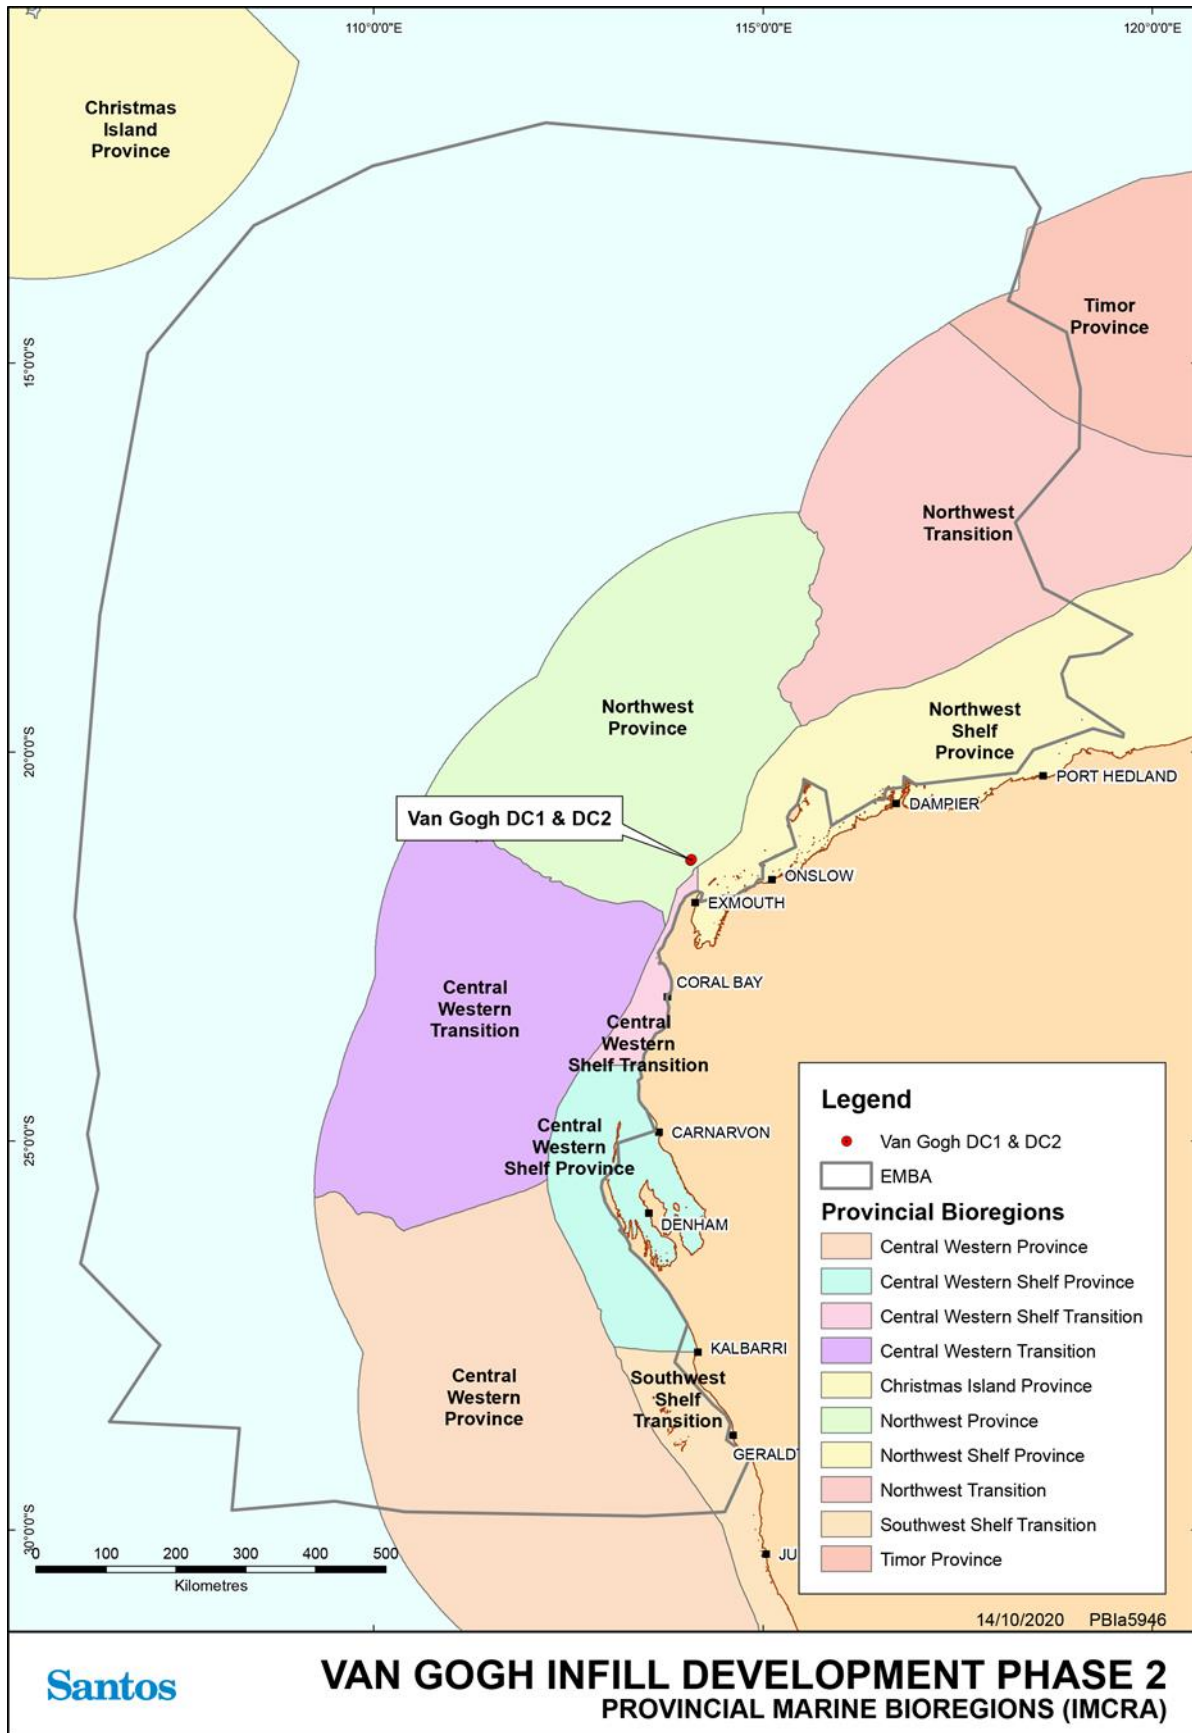 110°0'0"E
115°0'0"E
120°0'0"E
Christmas
Island
Province
Timor
Province
15°0'0"S
Northwest
Transition
Northwest
Province
Northwest
Shelf
Province
20°0'0"S
PORT HEDLAND
DAMPIER
Van Gogh DC1 & DC2
ONSLOW
EXMOUTH
CORAL BAY
Central
Western
Transition
Central
Western
Shelf Transition
Central
Western
Shelf Province
25°0'0"S
CARNARVON
DENHAM
KALBARRI
Central
Western
Province
Southwest
Shelf
Transition
GERALDT
30°0'0"S
JU
Legend
Van Gogh DC1 & DC2
EMBA
Provincial Bioregions
Central Western Province
Central Western Shelf Province
Central Western Shelf Transition
Central Western Transition
Christmas Island Province
Northwest Province
Northwest Shelf Province
Northwest Transition
Southwest Shelf Transition
Timor Province
0 100 200 300 400 500
Kilometres
14/10/2020 PBIa5946
Santos
VAN GOGH INFILL DEVELOPMENT PHASE 2
PROVINCIAL MARINE BIOREGIONS (IMCRA)